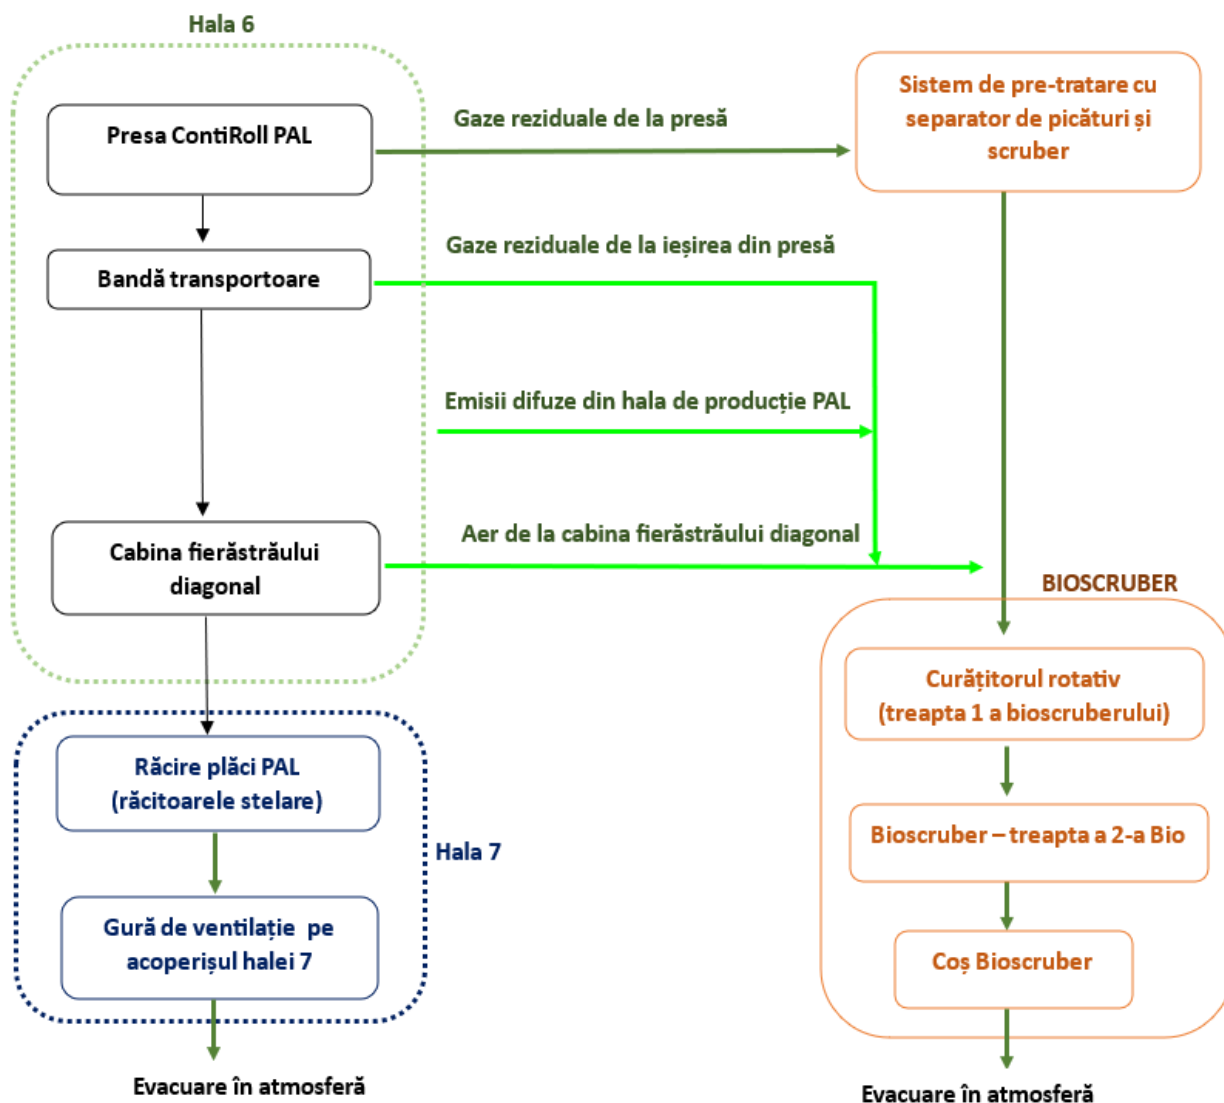 Hala 6
Presa ContiRoll PAL
Gaze reziduale de la presă
Sistem de pre-tratare cu
separator de picături și
scruber
Bandă transportoare
Gaze reziduale de la ieșirea din presă
Emisii difuze din hala de producție PAL
Cabina fierăstrăului
diagonal
Aer de la cabina fierăstrăului diagonal
BIOSCRUBER
Curățitorul rotativ
(treapta 1 a bioscruberului)
Răcire plăci PAL
(răcitoarele stelare)
Bioscruber – treapta a 2-a Bio
Hala 7
Gură de ventilație  pe
acoperișul halei 7
Coș Bioscruber
Evacuare în atmosferă
Evacuare în atmosferă